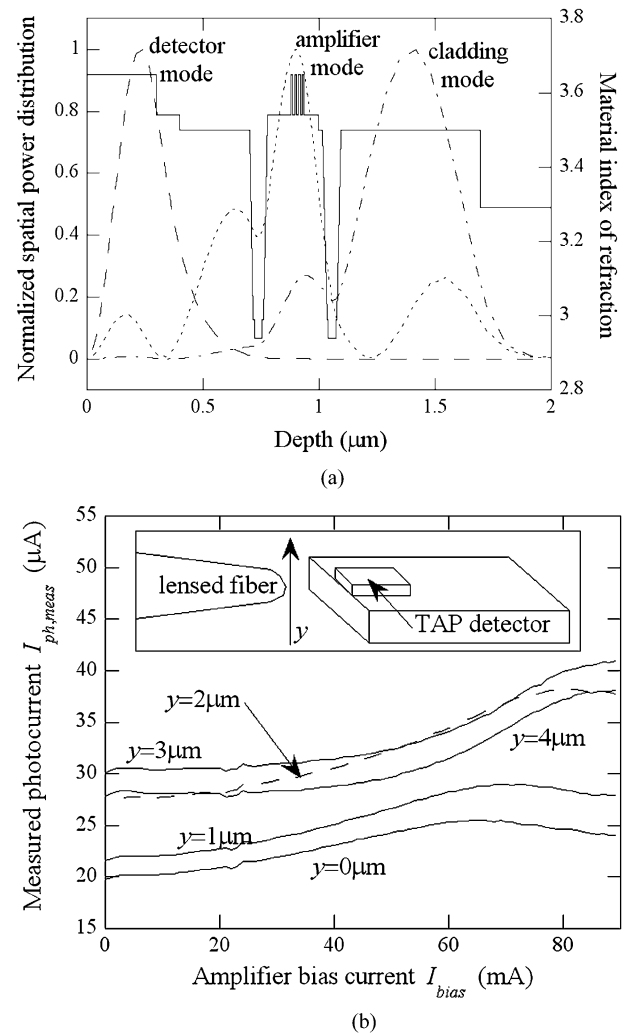 Normalized spatial power distribution
1
0.8
0.6
0.4
0.2
0
detector
mode
amplifier
mode
cladding
mode
3.8
3.6
3.4
3.2
3
2.8
Material index of refraction
0
0.5
1
1.5
2
Depth (μm)
(a)
Measured photocurrent I ph,meas (μA)
55
50
45
40
35
30
25
20
15
lensed fiber
y
TAP detector
y=2μm
y=3μm
y=4μm
y=1μm
y=0μm
0
20
40
60
80
Amplifier bias current I bias (mA)
(b)